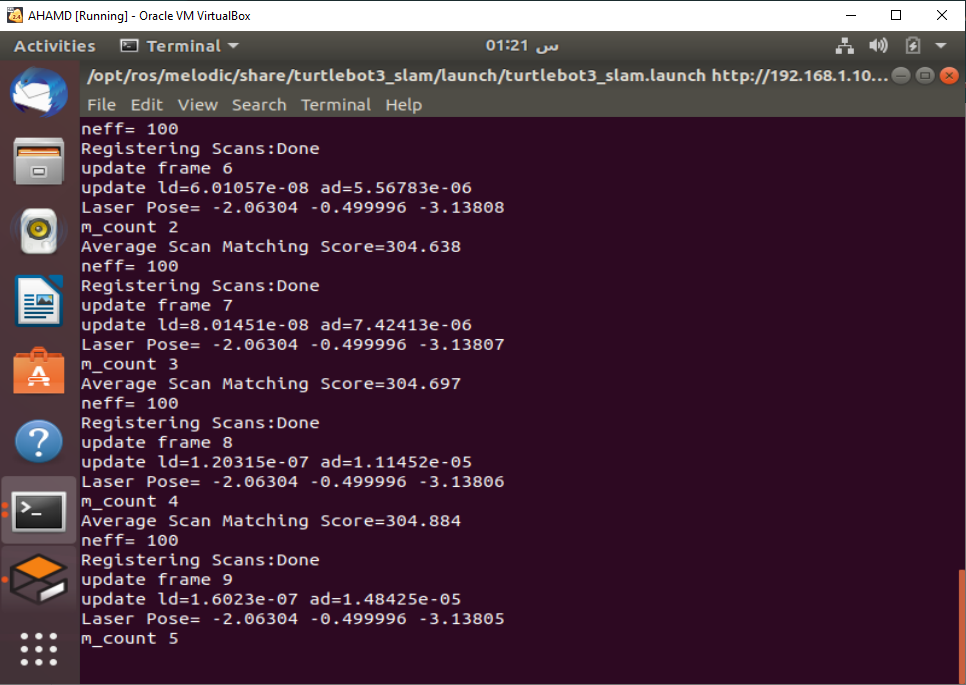 AHAMD [Running] - Oracle VM VirtualBox
Activities
Terminal
01:21 س
/opt/ros/melodic/share/turtlebot3_slam/launch/turtlebot3_slam.launch http://192.168.1.10...
File Edit View Search Terminal Help
neff= 100
Registering Scans:Done
update frame 6
update ld=6.01057e-08 ad=5.56783e-06
Laser Pose= -2.06304 -0.499996 -3.13808
m_count 2
Average Scan Matching Score=304.638
neff= 100
Registering Scans:Done
update frame 7
update ld=8.01451e-08 ad=7.42413e-06
Laser Pose= -2.06304 -0.499996 -3.13807
m_count 3
Average Scan Matching Score=304.697
neff= 100
Registering Scans:Done
update frame 8
update ld=1.20315e-07 ad=1.11452e-05
Laser Pose= -2.06304 -0.499996 -3.13806
m_count 4
Average Scan Matching Score=304.884
neff= 100
Registering Scans:Done
update frame 9
update ld=1.6023e-07 ad=1.48425e-05
Laser Pose= -2.06304 -0.499996 -3.13805
m_count 5